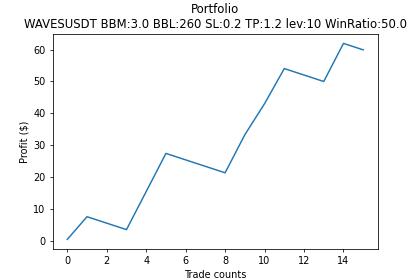 Portfolio
WAVESUSDT BBM:3.0 BBL:260 SL:0.2 TP:1.2 lev:10 WinRatio:50.0
60
50
40
30
20
10
0
Profit ($)
0 2 4 6 8 10 12 14
Trade counts